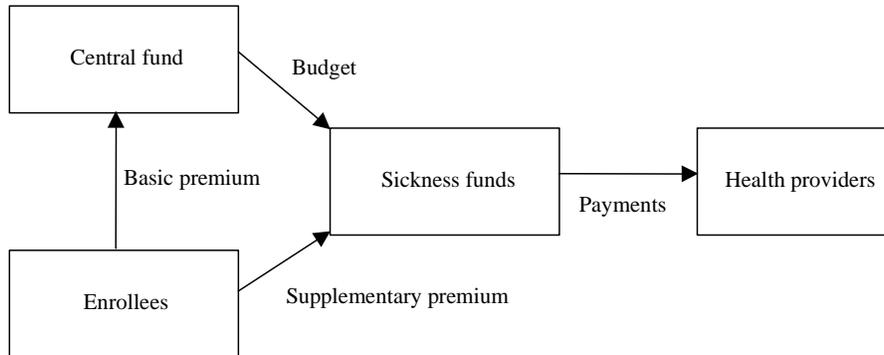 Central fund
Budget
Basic premium
Sickness funds
Health providers
Payments
Enrollees
Supplementary premium